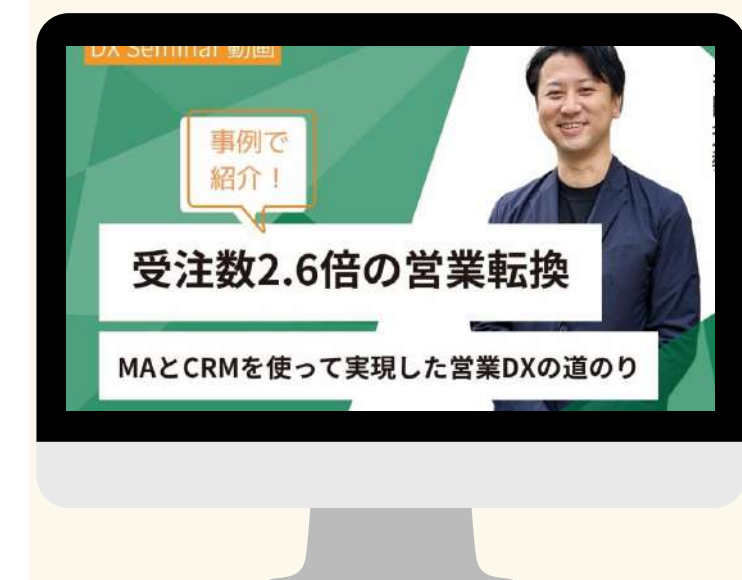 DX Seminar 動画
事例で
紹介！
受注数2.6倍の営業転換
MAとCRMを使って実現した営業DXの道のり